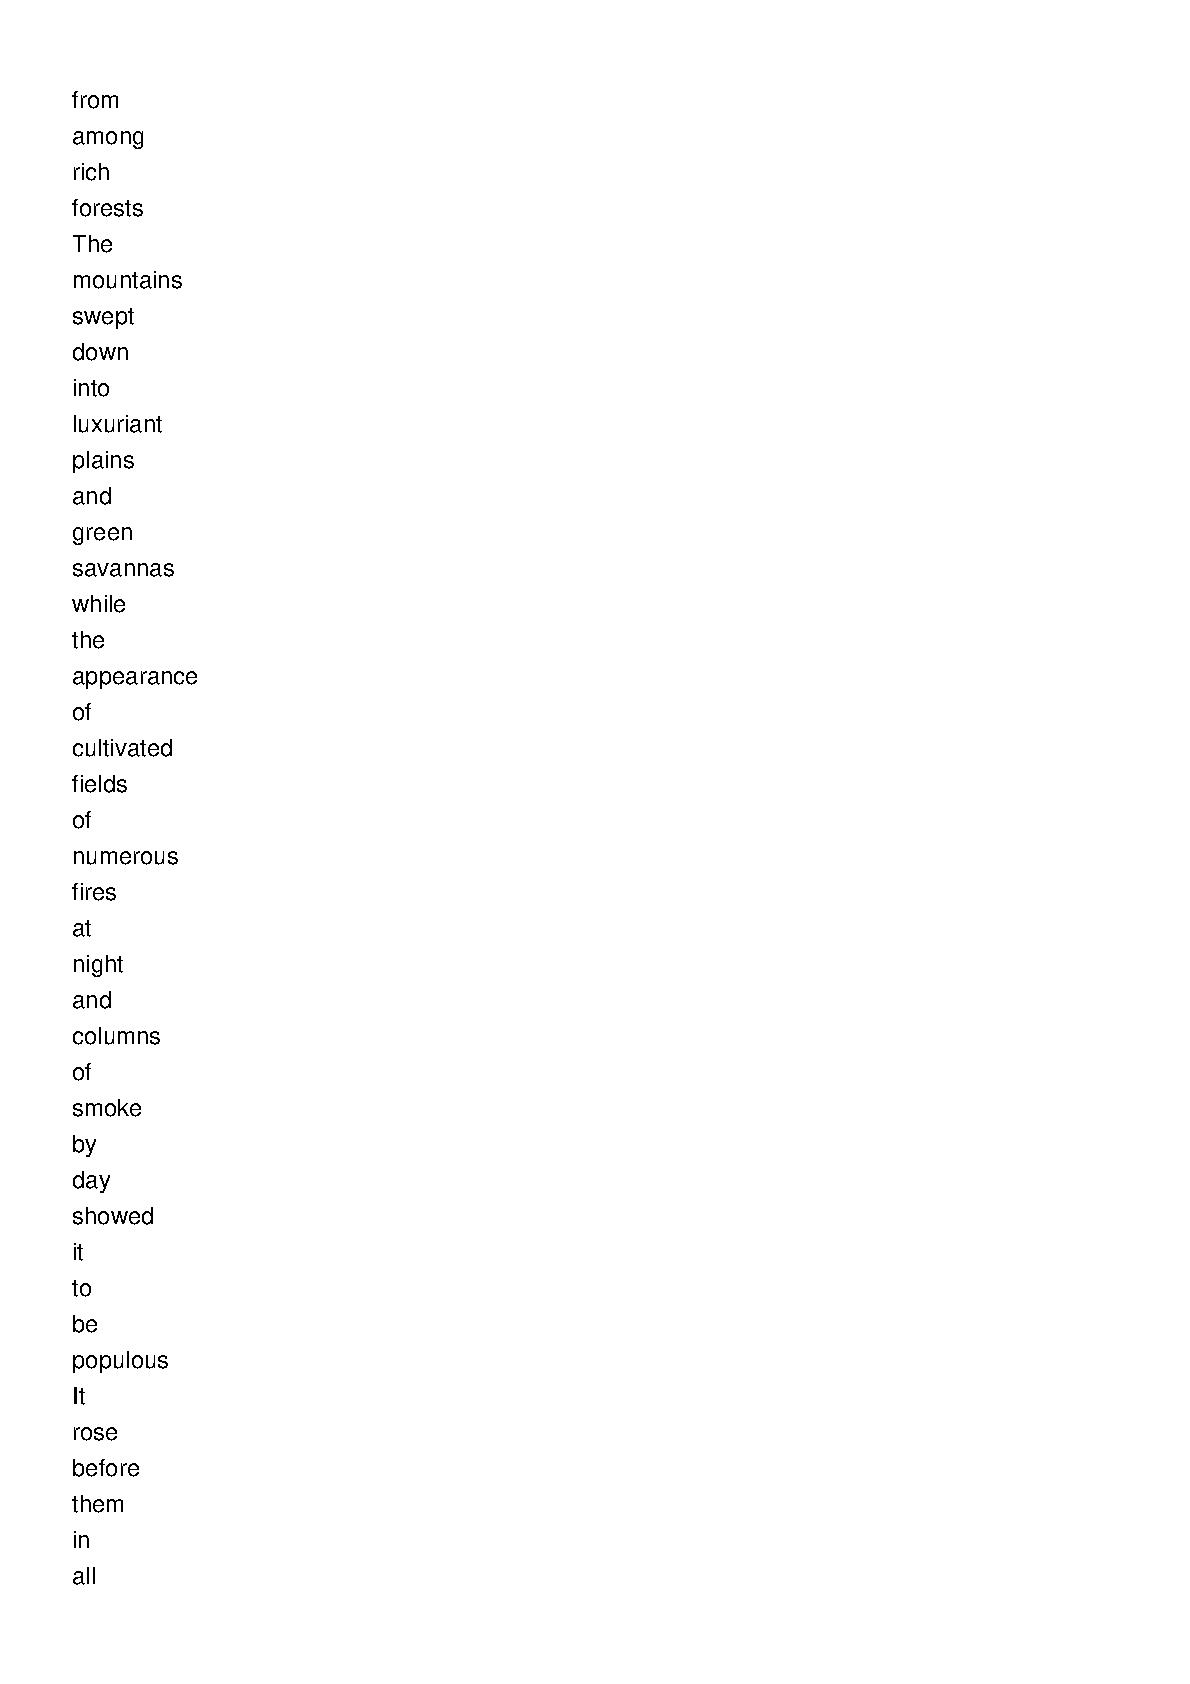 from
among
rich
forests
The
mountains
swept
down
into
luxuriant
plains
and
green
savannas
while
the
appearance
of
cultivated
fields
of
numerous
fires
at
night
and
columns
of
smoke
by
day
showed
it
to
be
populous
It
rose
before
them
in
all